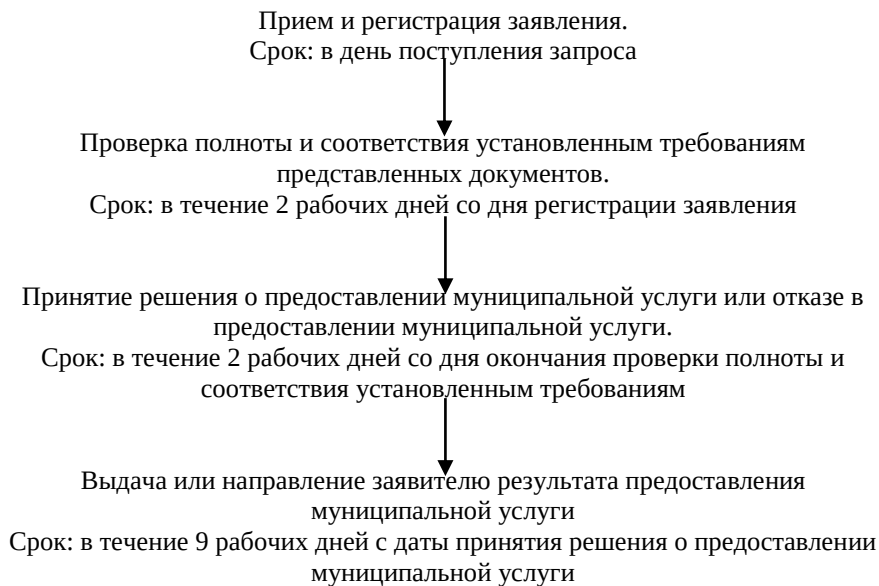 Прием и регистрация заявления.
Срок: в день поступления запроса
Проверка полноты и соответствия установленным требованиям
представленных документов.
Срок: в течение 2 рабочих дней со дня регистрации заявления
Принятие решения о предоставлении муниципальной услуги или отказе в
предоставлении муниципальной услуги.
Срок: в течение 2 рабочих дней со дня окончания проверки полноты и
соответствия установленным требованиям
Выдача или направление заявителю результата предоставления
муниципальной услуги
Срок: в течение 9 рабочих дней с даты принятия решения о предоставлении
муниципальной услуги